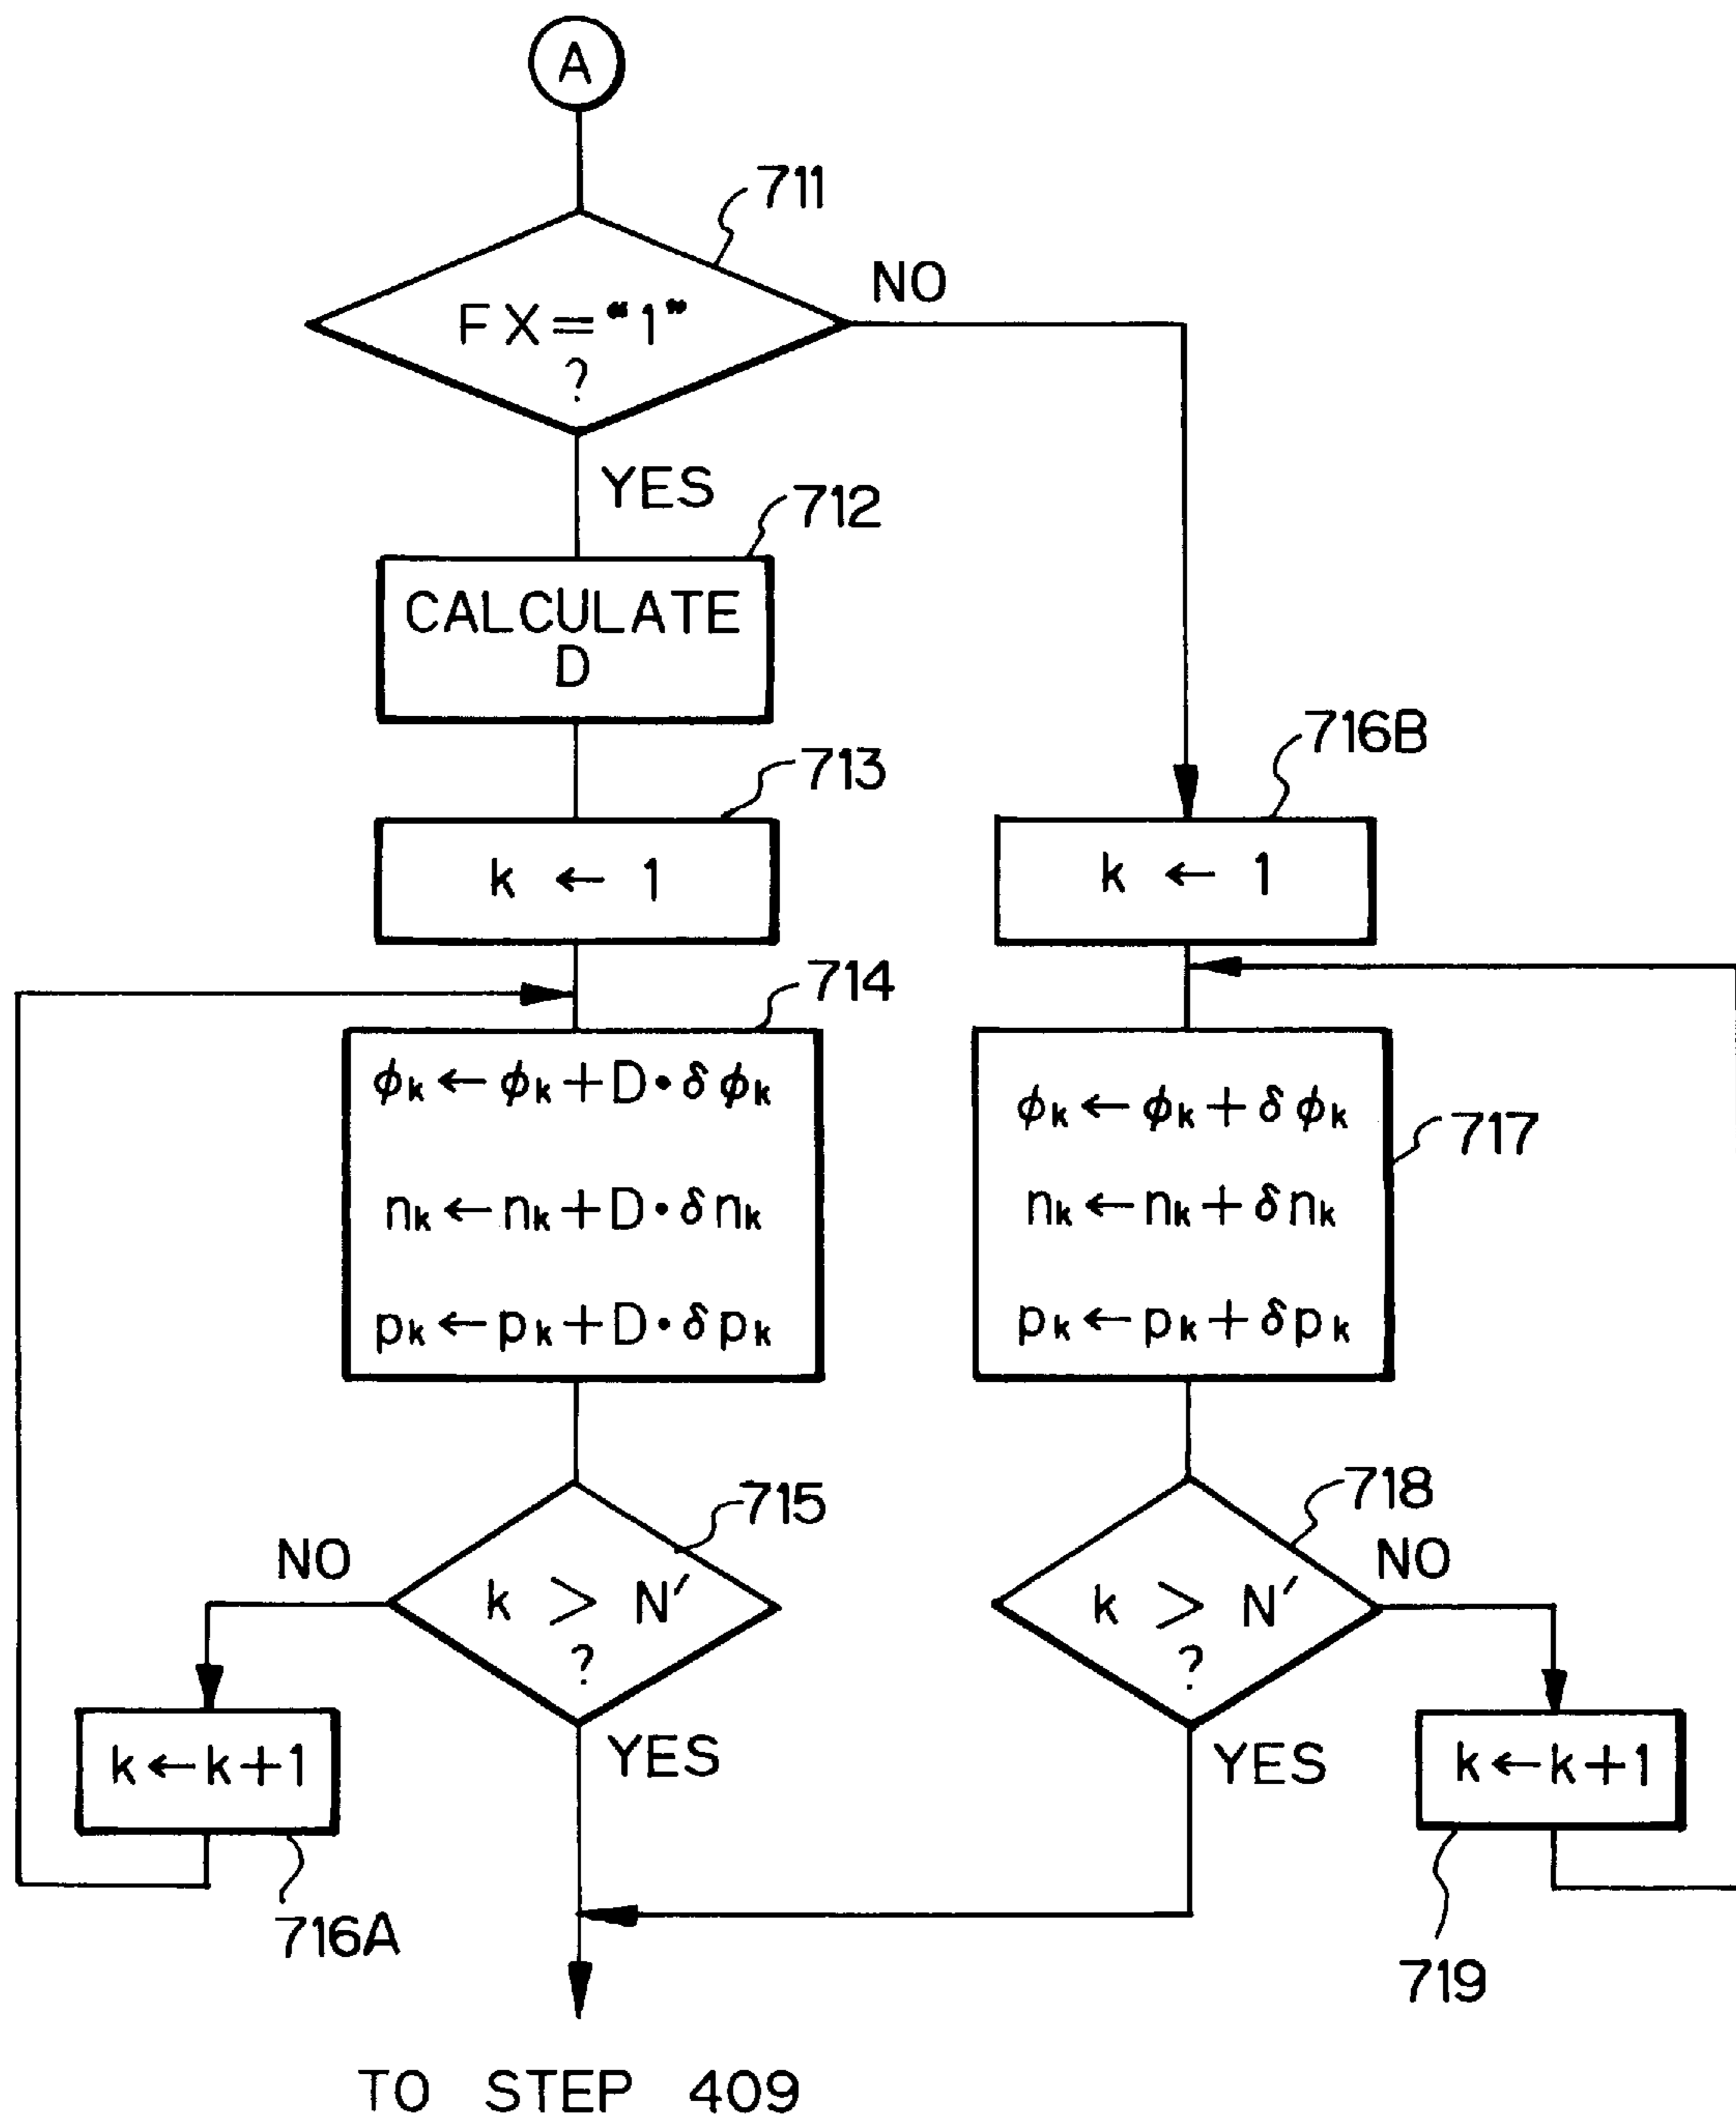 A
711
FX="1"
?
NO
YES
712
CALCULATE
D
713
k ← 1
716B
k ← 1
714
ϕk ← ϕk + D • δϕk
nk ← nk + D • δnk
pk ← pk + D • δpk
717
ϕk ← ϕk + δϕk
nk ← nk + δnk
pk ← pk + δpk
715
k > N′
?
NO
YES
718
k > N′
?
NO
YES
k ← k+1
716A
k ← k+1
719
TO STEP 409